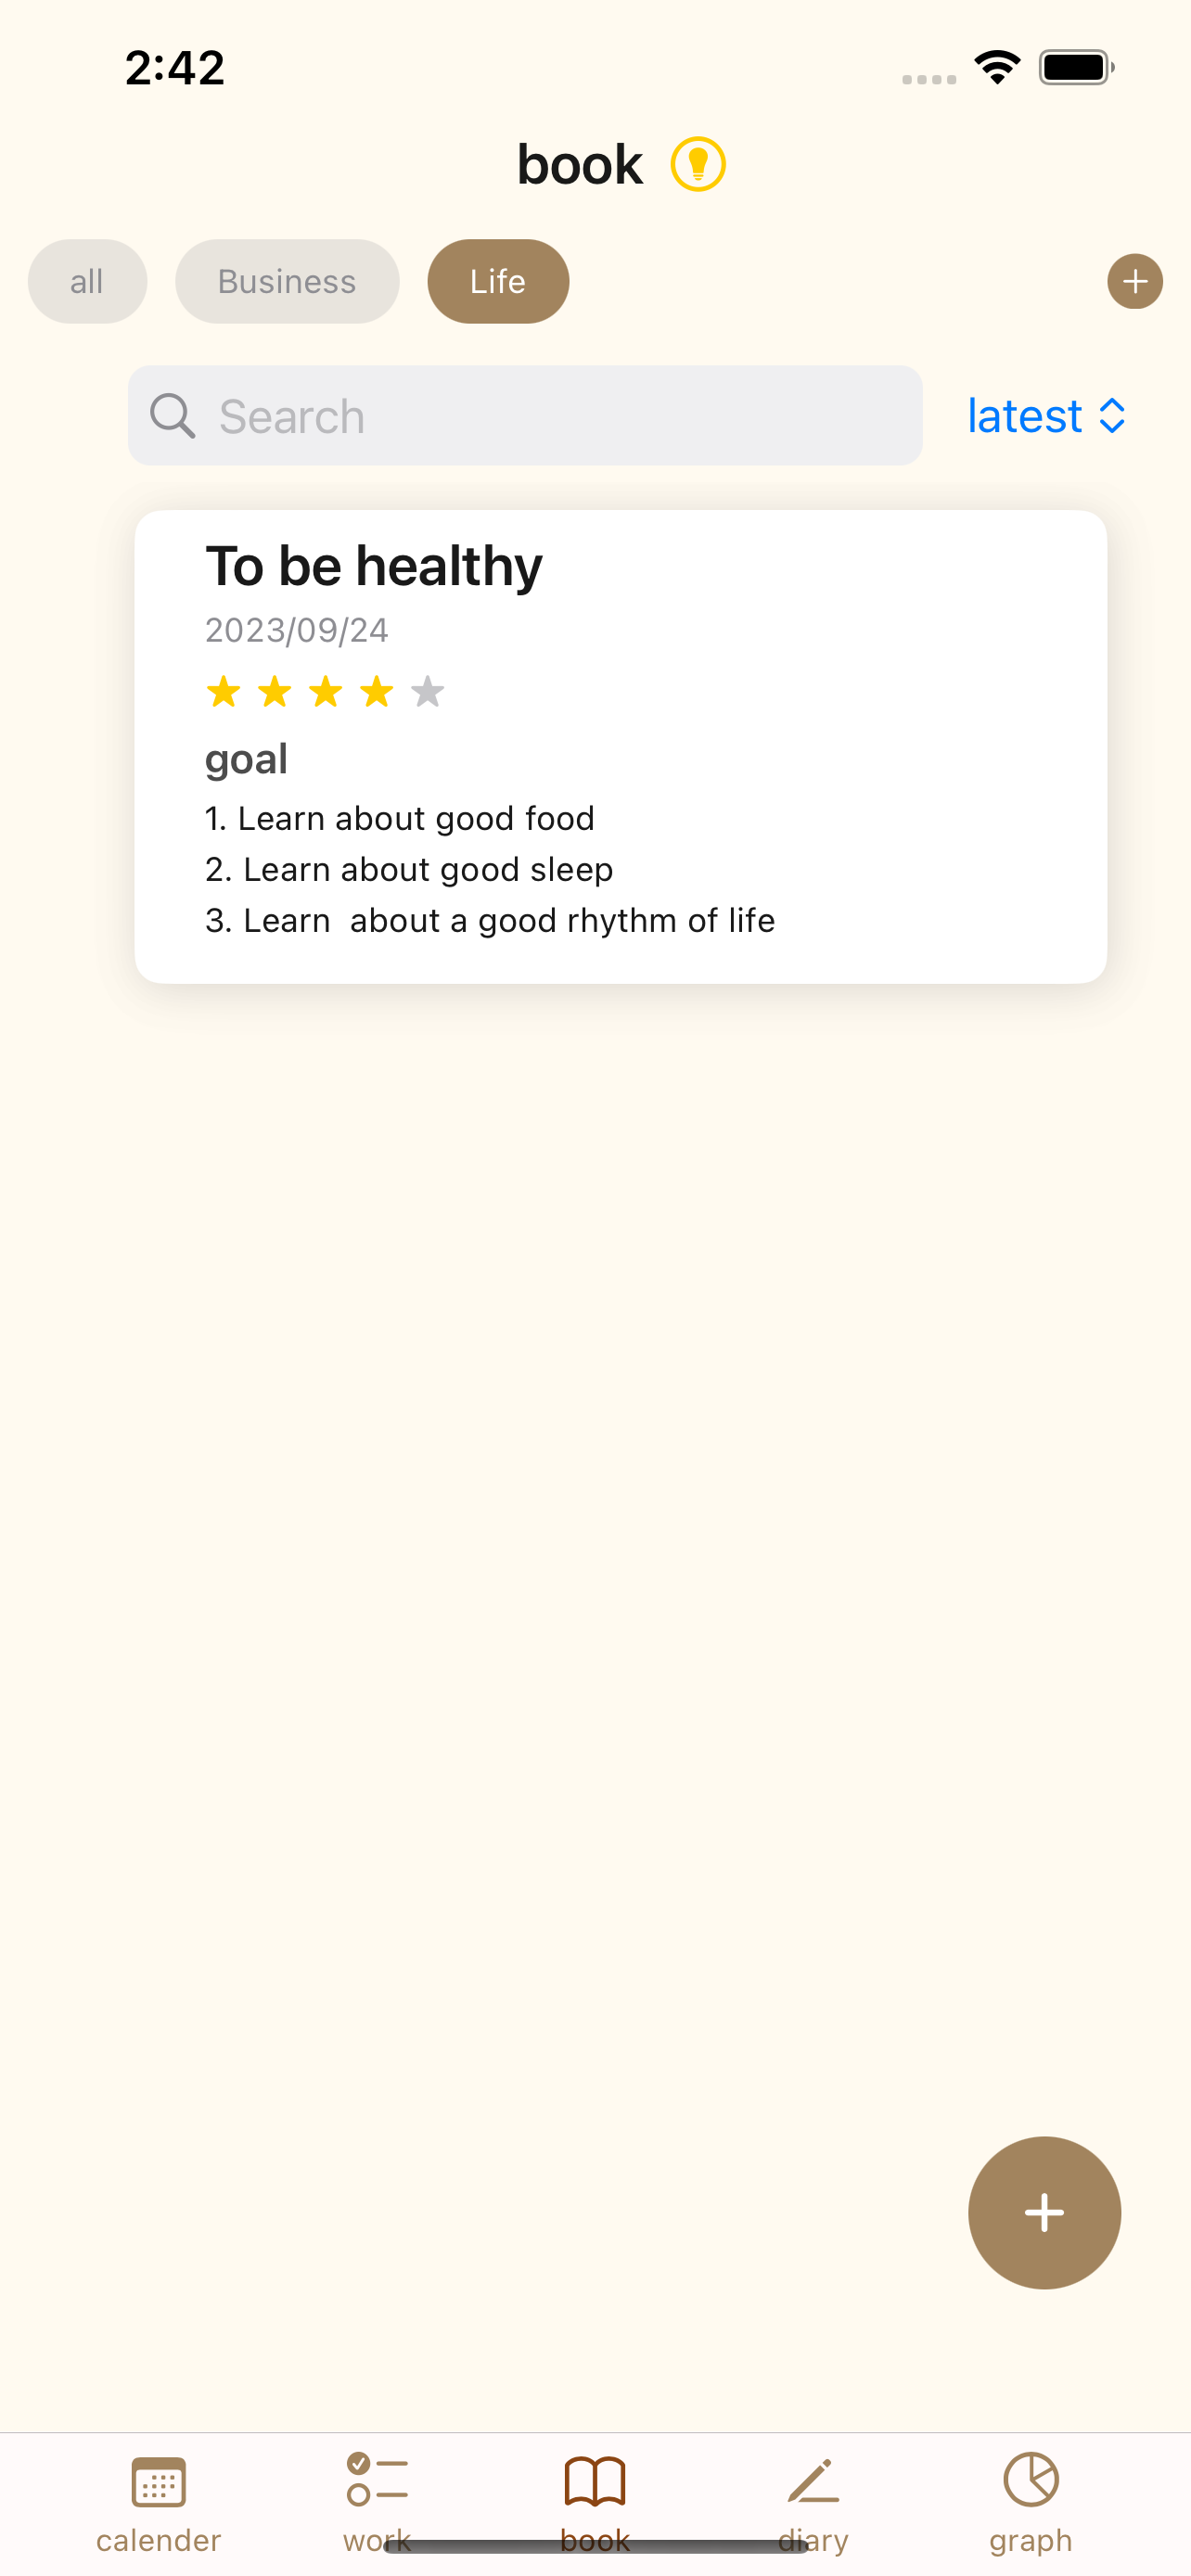 2:42
book
all Business Life
Search latest
To be healthy
2023/09/24
goal
1. Learn about good food
2. Learn about good sleep
3. Learn  about a good rhythm of life
calender work book diary graph